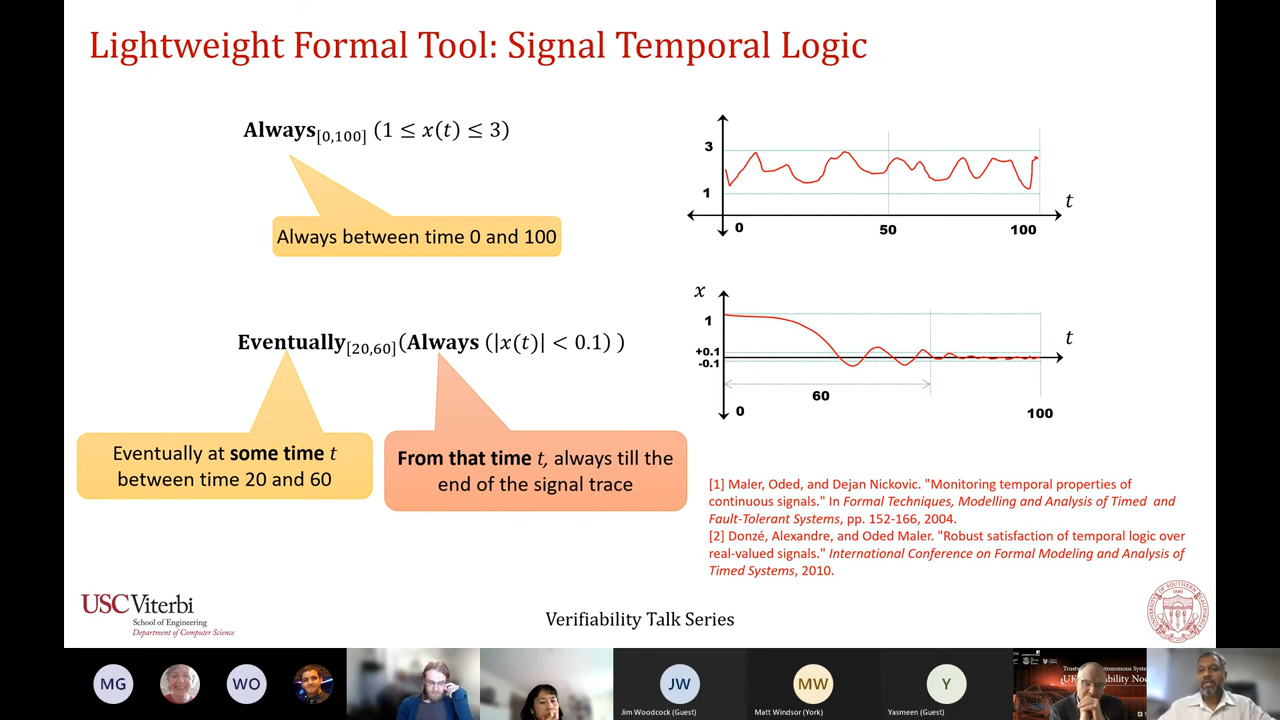 Lightweight Formal Tool: Signal Temporal Logic
Always[0,100] (1 ≤ x(t) ≤ 3)
Always between time 0 and 100
3
1
t
0
50
100
Eventually[20,60](Always (|x(t)| < 0.1) )
Eventually at some time t
between time 20 and 60
From that time t, always till the
end of the signal trace
x
1
+0.1
-0.1
t
60
0
100
[1] Maler, Oded, and Dejan Nickovic. "Monitoring temporal properties of
continuous signals." In Formal Techniques, Modelling and Analysis of Timed and
Fault-Tolerant Systems, pp. 152-166, 2004.
[2] Donzé, Alexandre, and Oded Maler. "Robust satisfaction of temporal logic over
real-valued signals." International Conference on Formal Modeling and Analysis of
Timed Systems, 2010.
USC Viterbi
School of Engineering
Department of Computer Science
Verifiability Talk Series
MG
WO
JW
Jim Woodcock (Guest)
MW
Matt Windsor (York)
Y
Yasmeen (Guest)